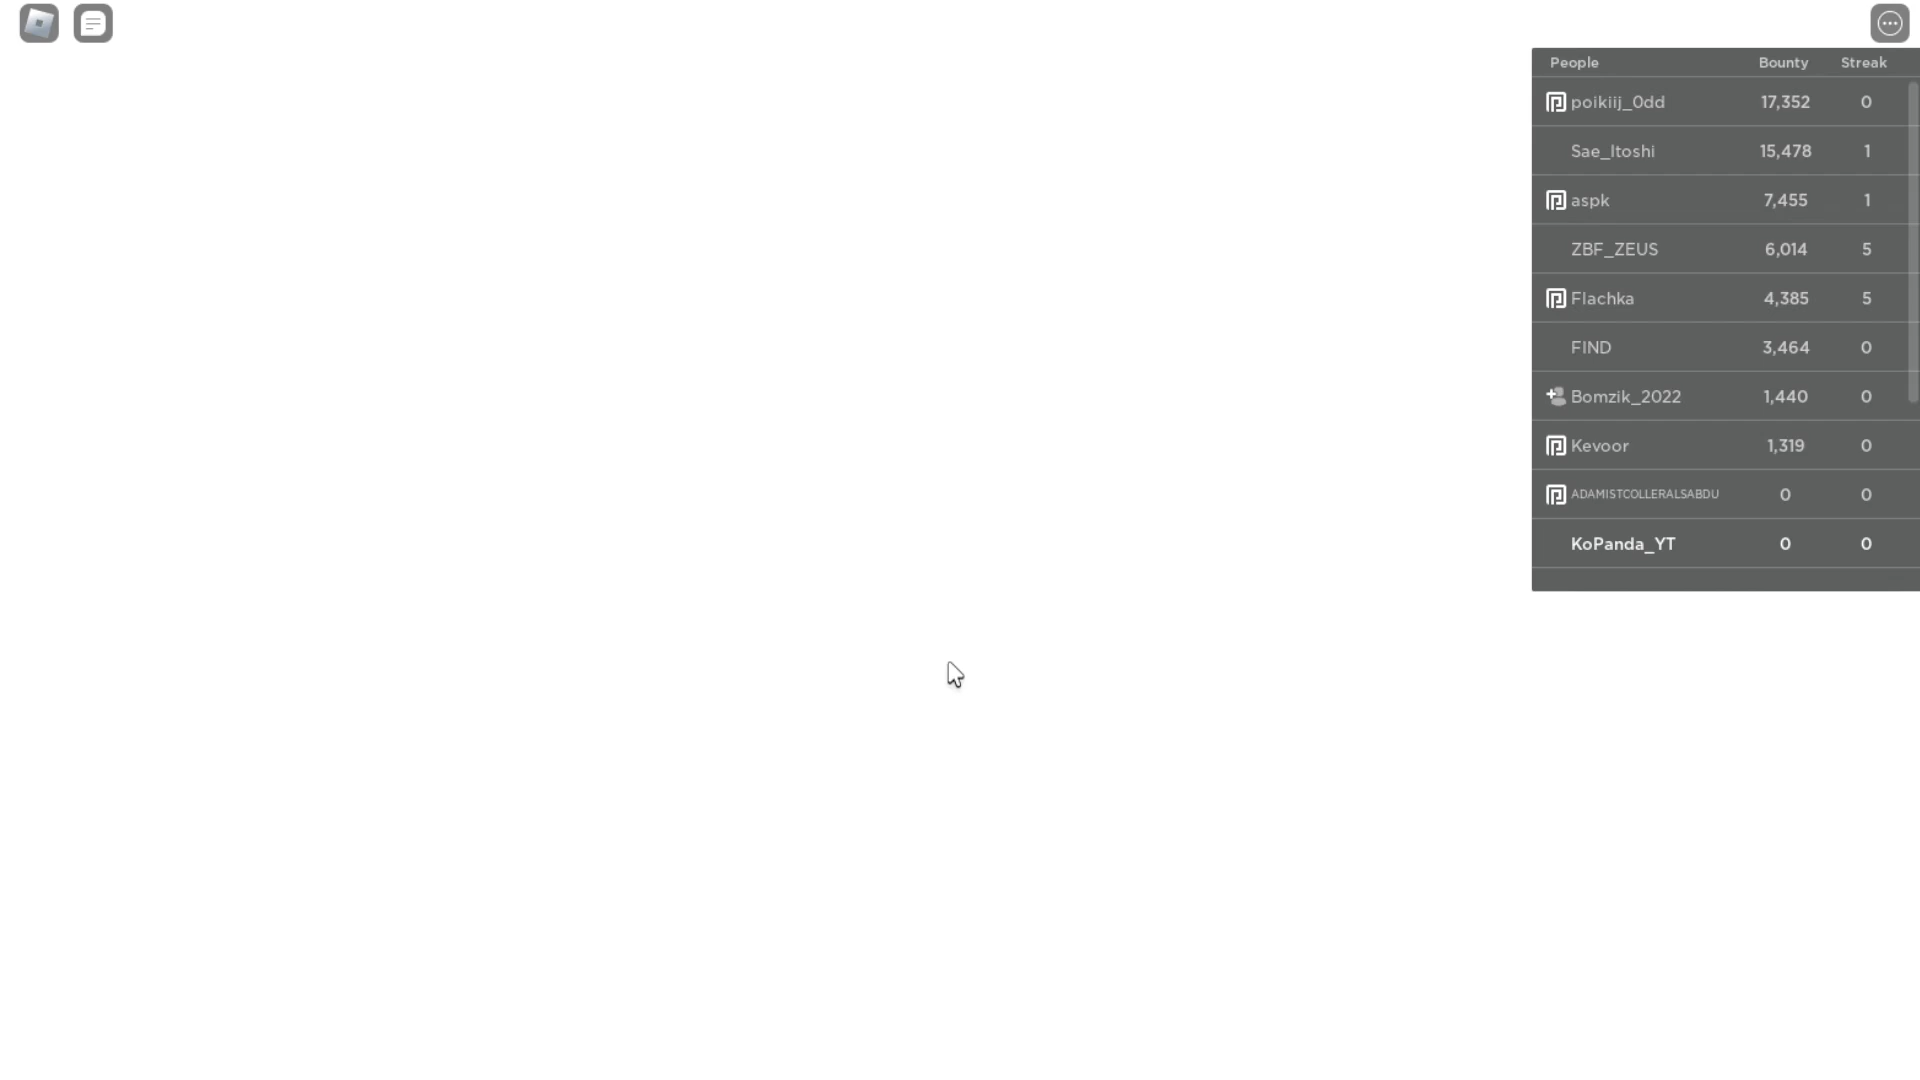 People Bounty Streak
poikiij_0dd 17,352 0
Sae_Itoshi 15,478 1
aspk 7,455 1
ZBF_ZEUS 6,014 5
Flachka 4,385 5
FIND 3,464 0
Bomzik_2022 1,440 0
Kevoor 1,319 0
ADAMISTCOLLERALSABDU 0 0
KoPanda_YT 0 0